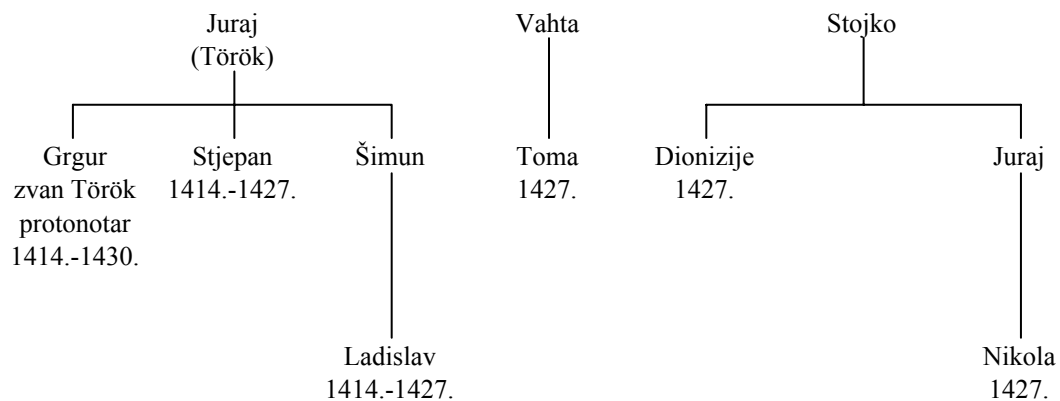 Juraj
(Török)
Vahta
Stojko
Grgur
zvan Török
protonotar
1414.-1430.
Stjepan
1414.-1427.
Šimun
Toma
1427.
Dionizije
1427.
Juraj
Ladislav
1414.-1427.
Nikola
1427.